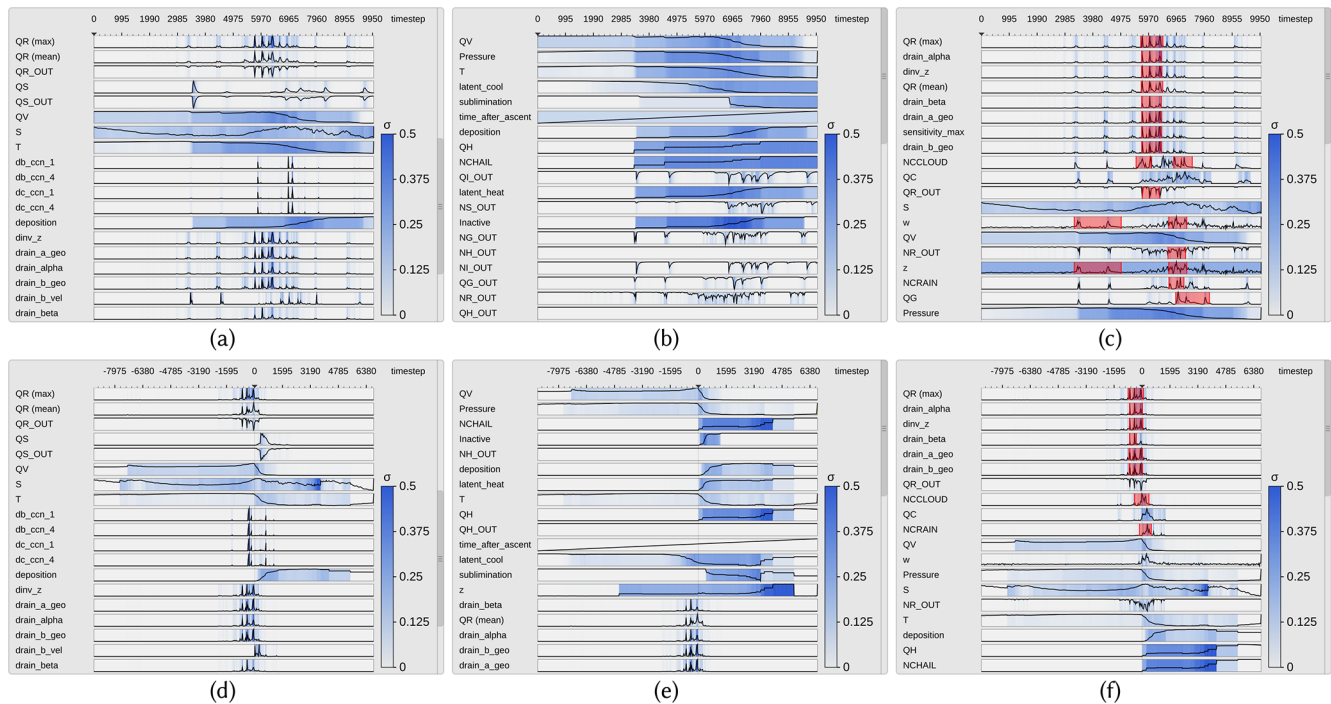 0 995 1990 2985 3980 4975 5970 6965 7960 8955 9950 timestep
QR (max)
QR (mean)
QR_OUT
QS
QS_OUT
QV
S
T
db_ccn_1
db_ccn_4
dc_ccn_1
dc_ccn_4
deposition
dinv_z
drain_a_geo
drain_alpha
drain_b_geo
drain_b_vel
drain_beta
σ
0.5
0.375
0.25
0.125
0
(a)
0 995 1990 2985 3980 4975 5970 6965 7960 8955 9950 timestep
QV
Pressure
T
latent_cool
sublimination
time_after_ascent
deposition
QH
NCHAIL
QI_OUT
latent_heat
NS_OUT
Inactive
NG_OUT
NH_OUT
NI_OUT
QG_OUT
NR_OUT
QH_OUT
σ
0.5
0.375
0.25
0.125
0
(b)
0 995 1990 2985 3980 4975 5970 6965 7960 8955 9950 timestep
QR (max)
drain_alpha
dinv_z
QR (mean)
drain_beta
drain_a_geo
sensitivity_max
drain_b_geo
NCCLOUD
QC
QR_OUT
S
w
QV
NR_OUT
z
NCRAIN
QG
Pressure
σ
0.5
0.375
0.25
0.125
0
(c)
-7975 -6380 -4785 -3190 -1595 0 1595 3190 4785 6380 timestep
QR (max)
QR (mean)
QR_OUT
QS
QS_OUT
QV
S
T
db_ccn_1
db_ccn_4
dc_ccn_1
dc_ccn_4
deposition
dinv_z
drain_a_geo
drain_alpha
drain_b_geo
drain_b_vel
drain_beta
σ
0.5
0.375
0.25
0.125
0
(d)
-7975 -6380 -4785 -3190 -1595 0 1595 3190 4785 6380 timestep
QV
Pressure
NCHAIL
Inactive
NH_OUT
deposition
latent_heat
T
QH
QH_OUT
time_after_ascent
latent_cool
sublimination
z
drain_beta
QR (mean)
drain_alpha
drain_b_geo
drain_a_geo
σ
0.5
0.375
0.25
0.125
0
(e)
-7975 -6380 -4785 -3190 -1595 0 1595 3190 4785 6380 timestep
QR (max)
drain_alpha
dinv_z
drain_beta
drain_a_geo
drain_b_geo
QR_OUT
NCCLOUD
QC
NCRAIN
QV
w
Pressure
S
NR_OUT
T
deposition
QH
NCHAIL
σ
0.5
0.375
0.25
0.125
0
(f)